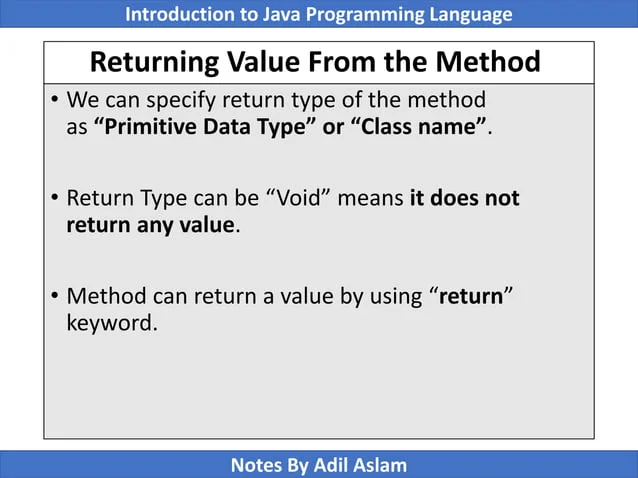 Introduction to Java Programming Language
Returning Value From the Method
• We can specify return type of the method
as “Primitive Data Type” or “Class name”.
• Return Type can be “Void” means it does not
return any value.
• Method can return a value by using “return”
keyword.
Notes By Adil Aslam